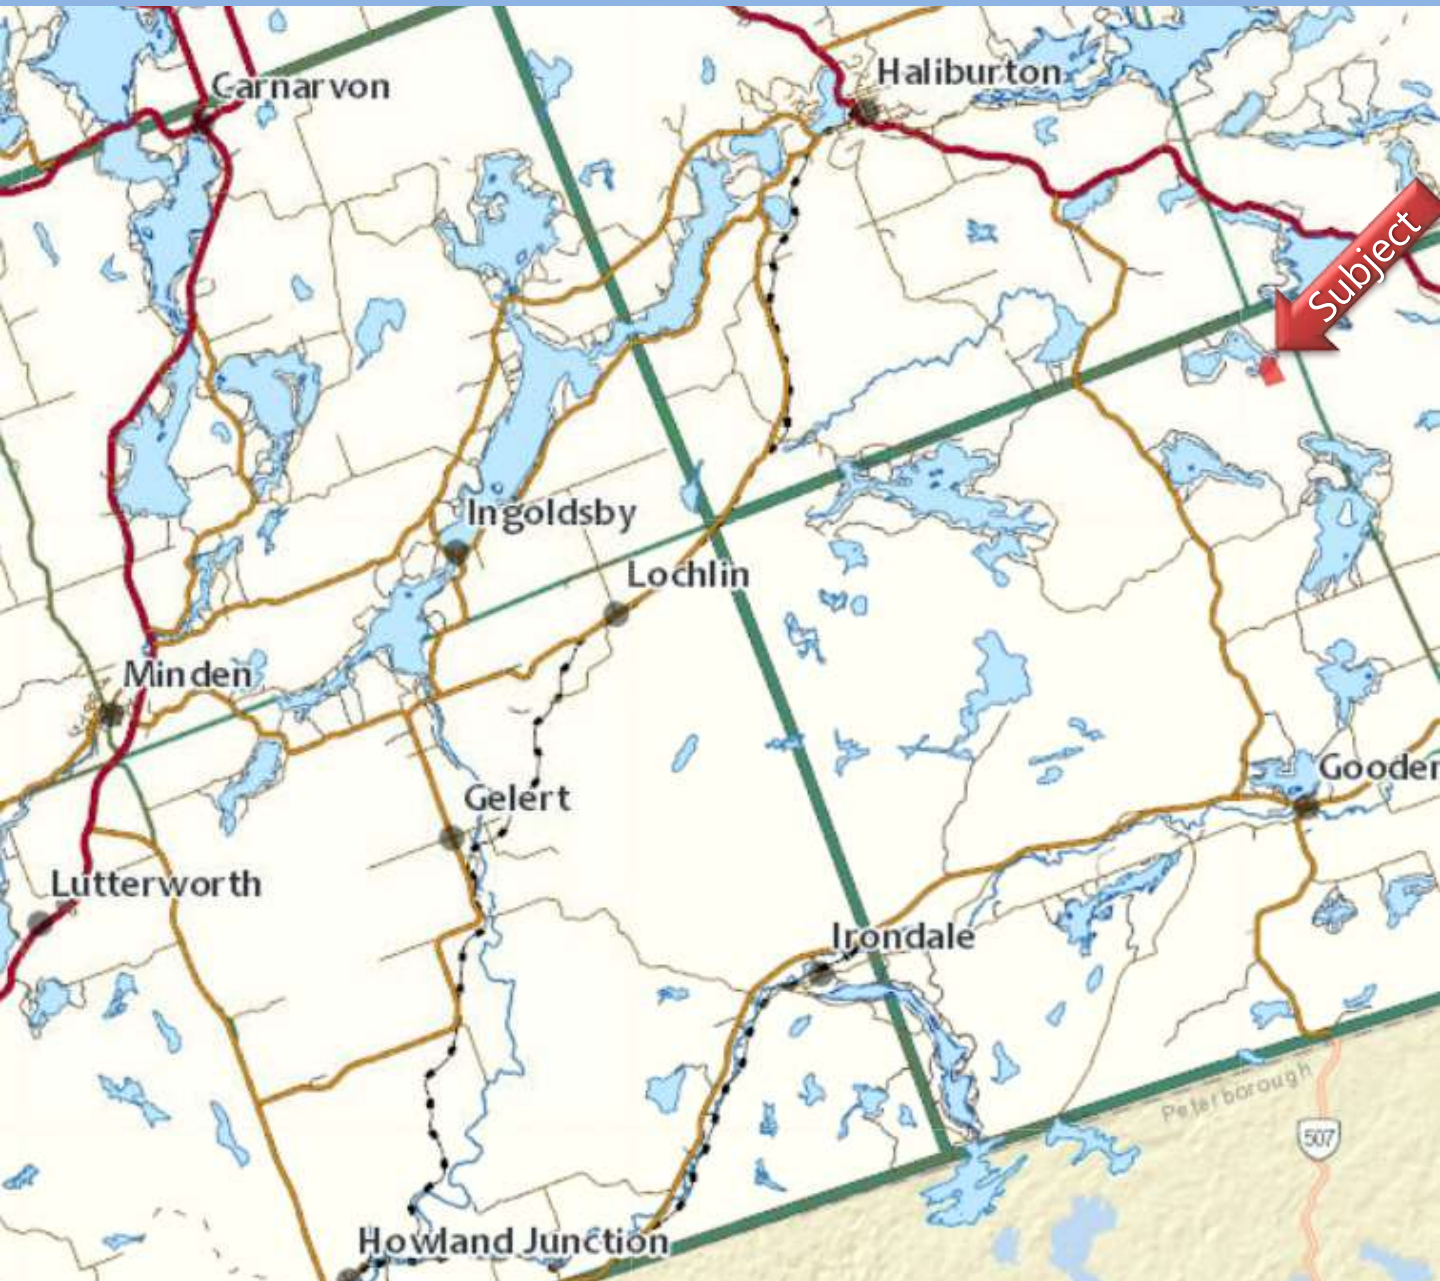 Carnarvon
Haliburton
Subject
Ingoldsby
Lochlin
Minden
Gooder
Gelert
Lutterworth
Irondale
Peterborough
507
Howland Junction